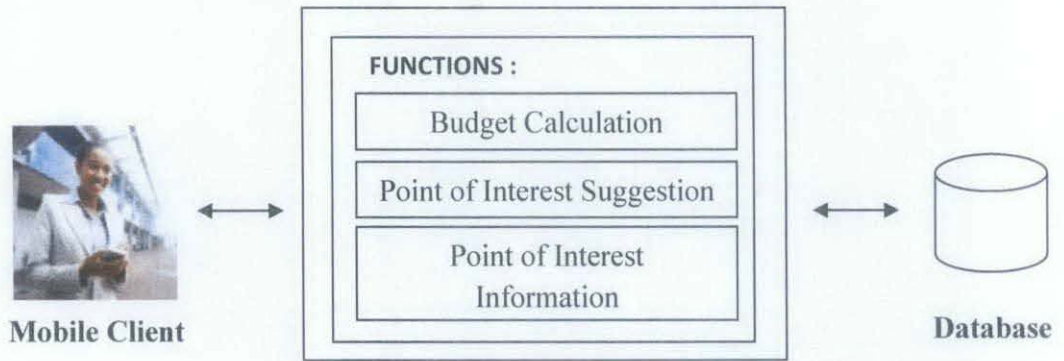 FUNCTIONS :
Budget Calculation
Point of Interest Suggestion
Point of Interest
Information
Mobile Client
Database